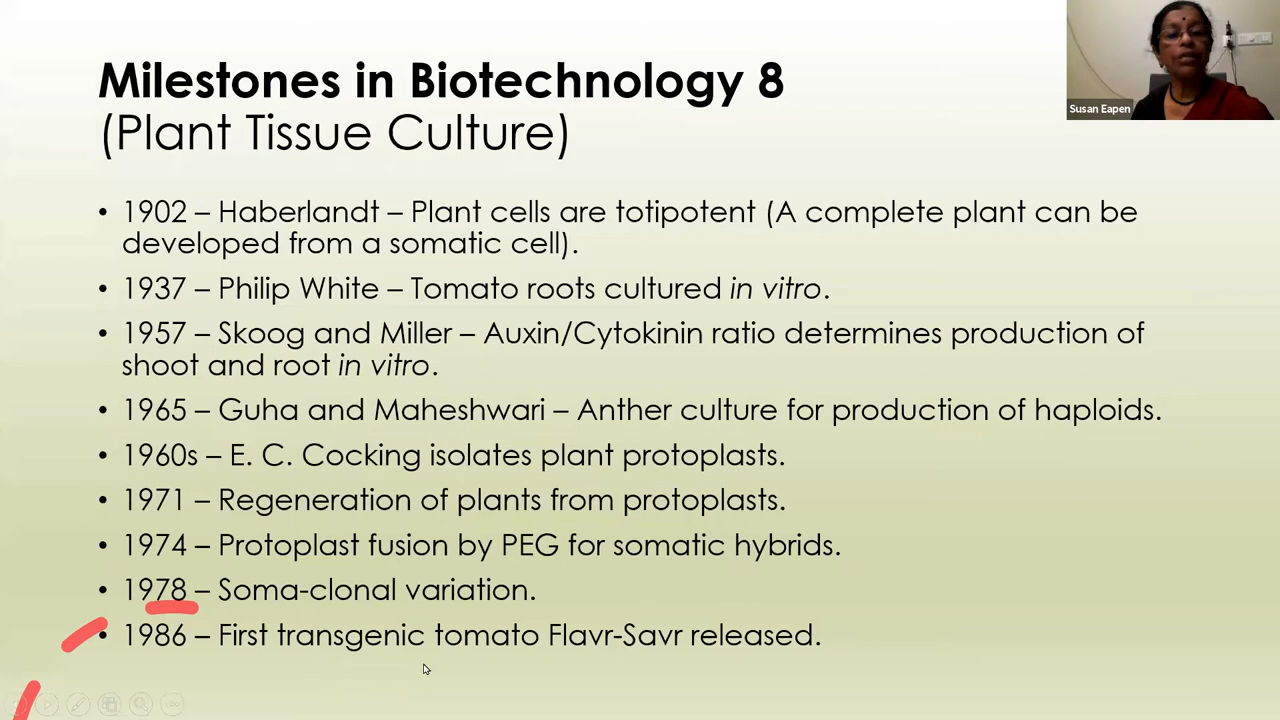 Milestones in Biotechnology 8
(Plant Tissue Culture)
Susan Eapen
• 1902 – Haberlandt – Plant cells are totipotent (A complete plant can be
developed from a somatic cell).
• 1937 – Philip White – Tomato roots cultured in vitro.
• 1957 – Skoog and Miller – Auxin/Cytokinin ratio determines production of
shoot and root in vitro.
• 1965 – Guha and Maheshwari – Anther culture for production of haploids.
• 1960s – E. C. Cocking isolates plant protoplasts.
• 1971 – Regeneration of plants from protoplasts.
• 1974 – Protoplast fusion by PEG for somatic hybrids.
• 1978 – Soma-clonal variation.
• 1986 – First transgenic tomato Flavr-Savr released.